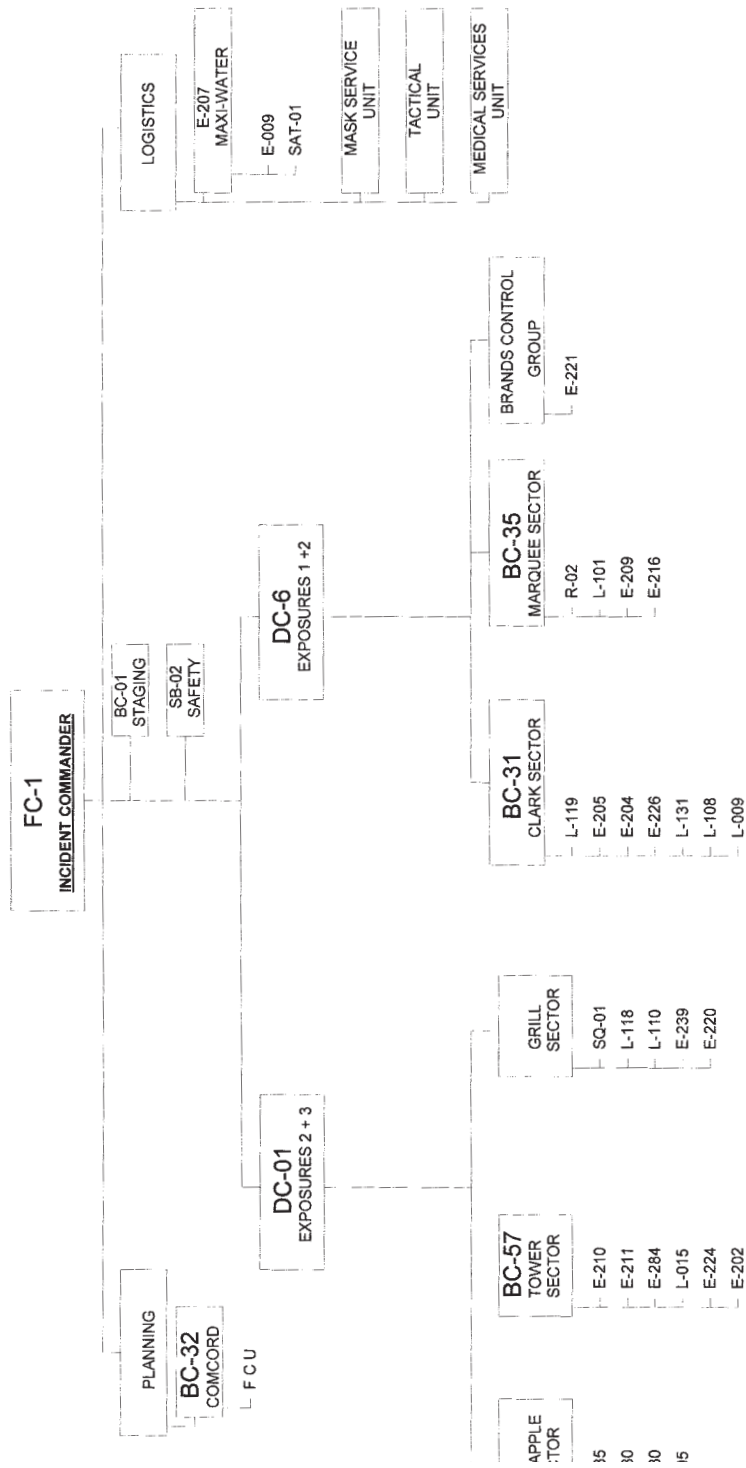 FC-1
INCIDENT COMMANDER
BC-01
STAGING
SB-02
SAFETY
PLANNING
BC-32
COMCORD
F C U
LOGISTICS
E-207
MAXI-WATER
E-009
SAT-01
MASK SERVICE
UNIT
TACTICAL
UNIT
MEDICAL SERVICES
UNIT
DC-01
EXPOSURES 2 + 3
DC-6
EXPOSURES 1 +2
APPLE
CTOR
BC-57
TOWER
SECTOR
E-210
E-211
E-284
L-015
E-224
E-202
GRILL
SECTOR
SQ-01
L-118
L-110
E-239
E-220
BC-31
CLARK SECTOR
L-119
E-205
E-204
E-226
L-131
L-108
L-009
BC-35
MARQUEE SECTOR
R-02
L-101
E-209
E-216
BRANDS CONTROL
GROUP
E-221